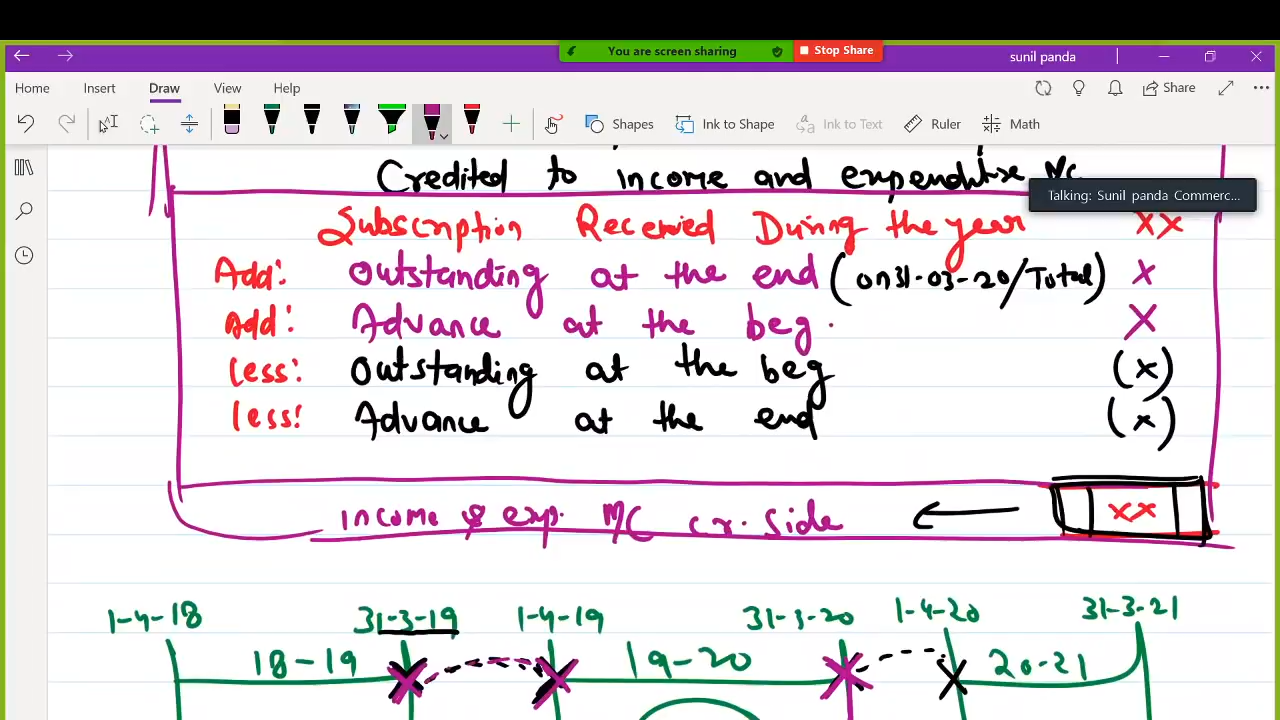 You are screen sharing Stop Share
sunil panda
Home Insert Draw View Help Share
Shapes Ink to Shape Ink to Text Ruler Math
Credited to income and expenditure A/C
Talking: Sunil panda Commerc...
Subscription Received During the year xx
Add: Outstanding at the end (on 31-03-20/Total) x
Add: Advance at the beg. x
less: Outstanding at the beg (x)
less: Advance at the end (x)
income & exp. A/C cr. side xx
1-4-18 31-3-19 1-4-19 31-3-20 1-4-20 31-3-21
18-19 19-20 20-21